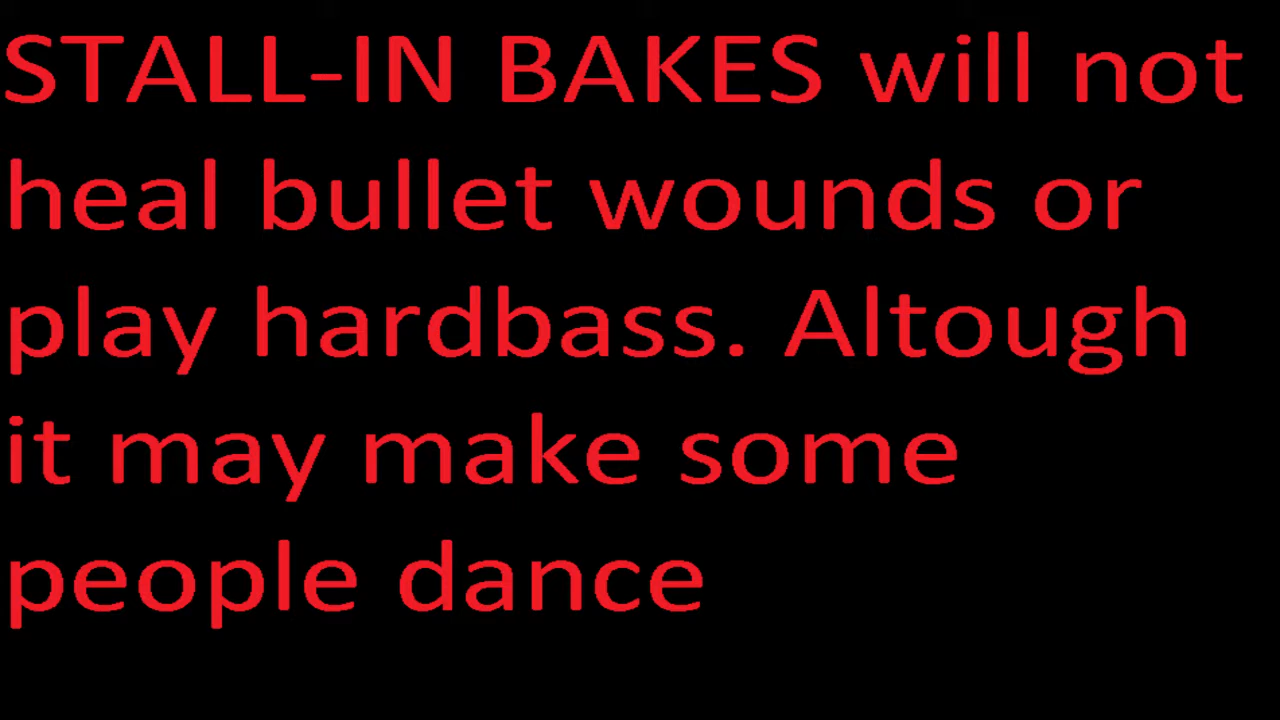 STALL-IN BAKES will not
heal bullet wounds or
play hardbass. Altough
it may make some
people dance